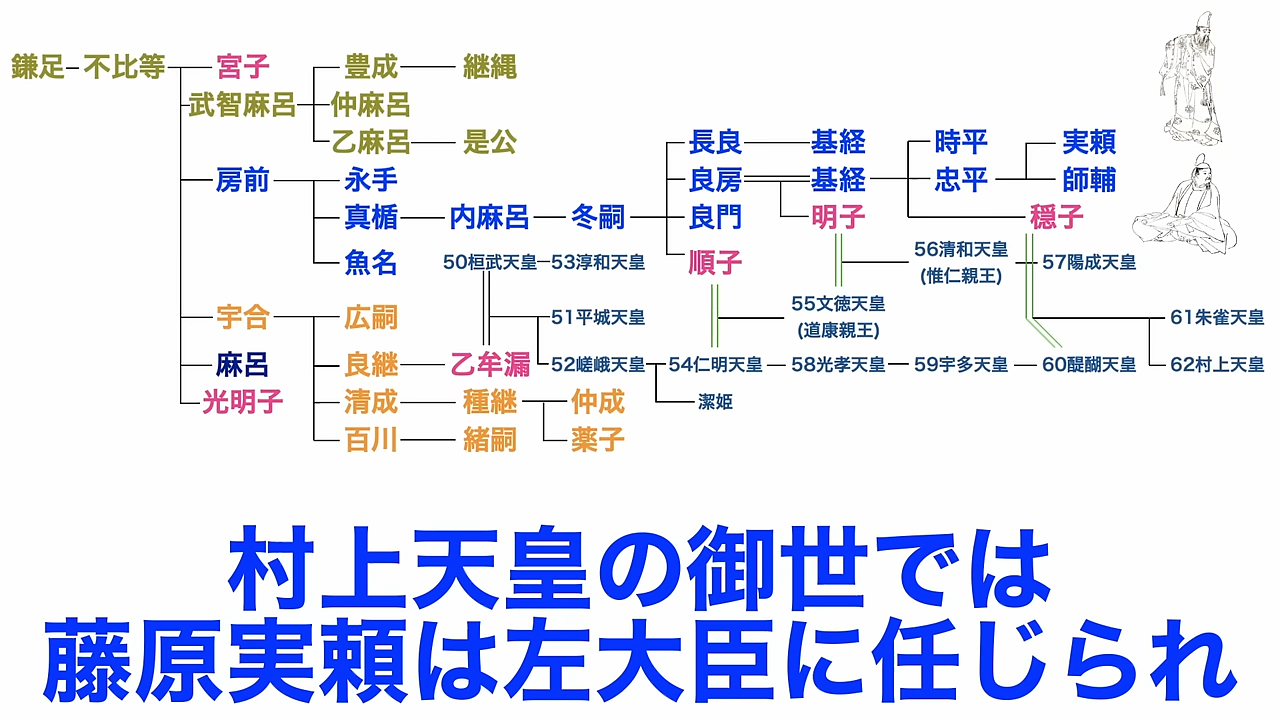 鎌足 不比等 宮子 豊成 継縄
武智麻呂 仲麻呂
乙麻呂 是公 長良 基経 時平 実頼
房前 永手 良房 基経 忠平 師輔
真楯 内麻呂 冬嗣 良門 明子 穏子
魚名 50桓武天皇 53淳和天皇 順子 56清和天皇 57陽成天皇
(惟仁親王)
55文徳天皇
宇合 広嗣 51平城天皇 61朱雀天皇
(道康親王)
麻呂 良継 乙牟漏 52嵯峨天皇 54仁明天皇 58光孝天皇 59宇多天皇 60醍醐天皇 62村上天皇
光明子 清成 種継 仲成 潔姫
百川 緒嗣 薬子
村上天皇の御世では
藤原実頼は左大臣に任じられ